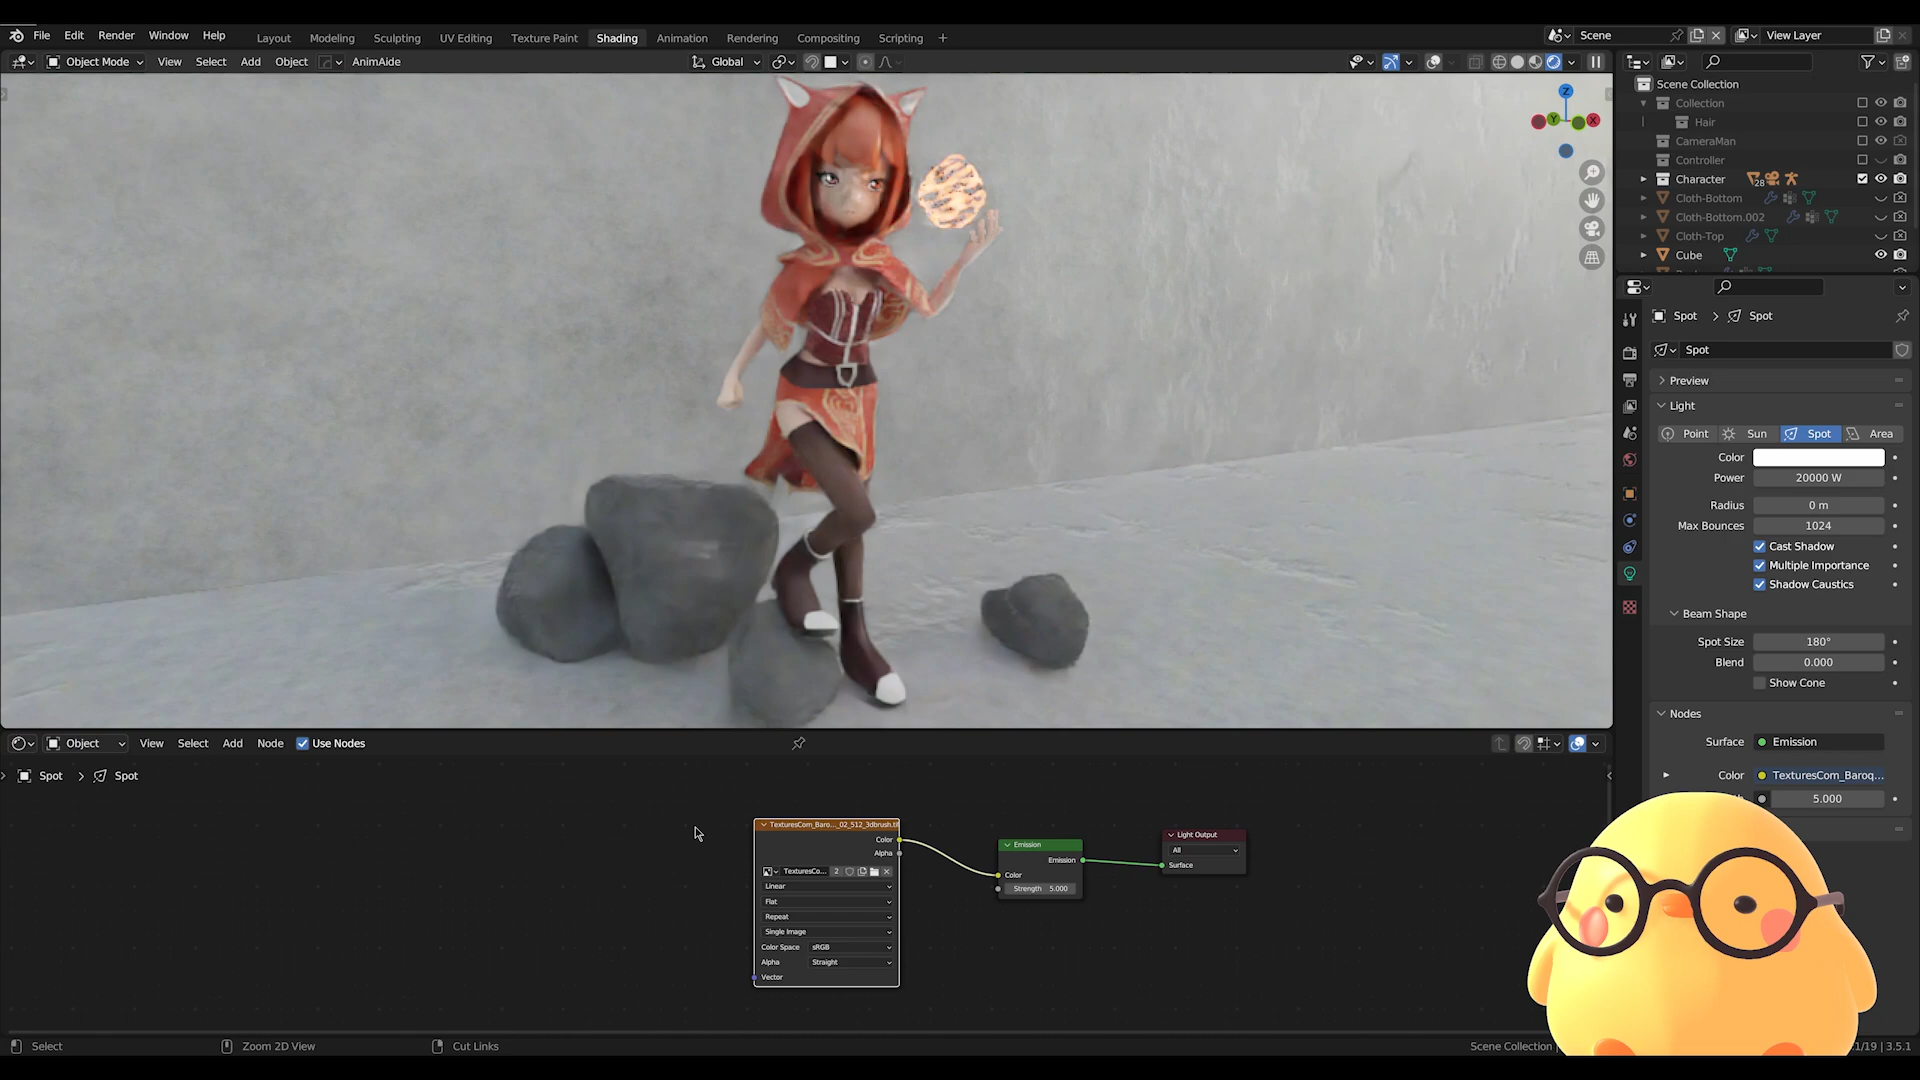 File Edit Render Window Help
Layout Modeling Sculpting UV Editing Texture Paint Shading Animation Rendering Compositing Scripting +
Scene
View Layer
Object Mode View Select Add Object AnimAide
Global
Z
Y
X
Scene Collection
Collection
Hair
CameraMan
Controller
Character 28
Cloth-Bottom
Cloth-Bottom.002
Cloth-Top
Cube
Spot > Spot
Spot
Preview
Light
Point Sun Spot Area
Color
Power 20000 W
Radius 0 m
Max Bounces 1024
Cast Shadow
Multiple Importance
Shadow Caustics
Beam Shape
Spot Size 180°
Blend 0.000
Show Cone
Nodes
Surface Emission
Color TexturesCom_Baroq...
5.000
Object View Select Add Node Use Nodes
Spot > Spot
TexturesCom_Baro..._02_512_3dbrush.tif
Color
Alpha
TexturesCo... 2
Linear
Flat
Repeat
Single Image
Color Space sRGB
Alpha Straight
Vector
Emission
Emission
Color
Strength 5.000
Light Output
All
Surface
Select
Zoom 2D View
Cut Links
Scene Collection
1/19 | 3.5.1